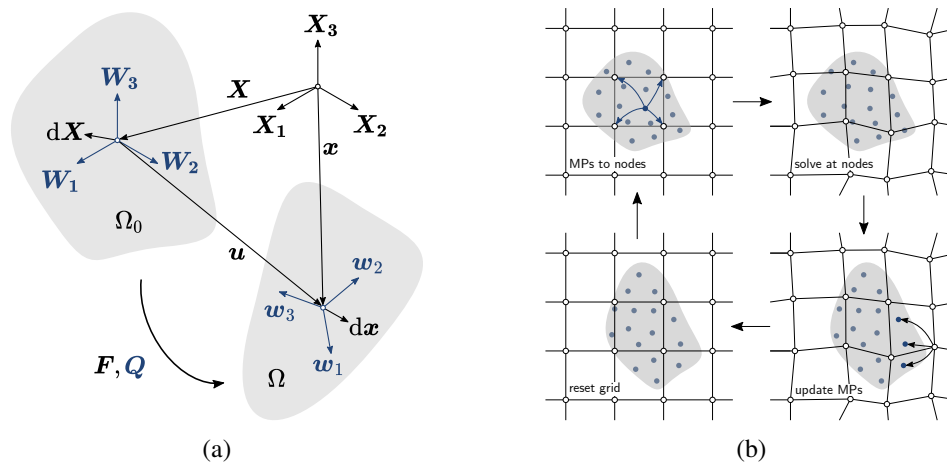 X₃
X
X₁
X₂
W₃
dX
W₁
W₂
x
Ω₀
u
w₂
w₃
dx
w₁
F, Q
Ω
(a)
MPs to nodes
solve at nodes
reset grid
update MPs
(b)